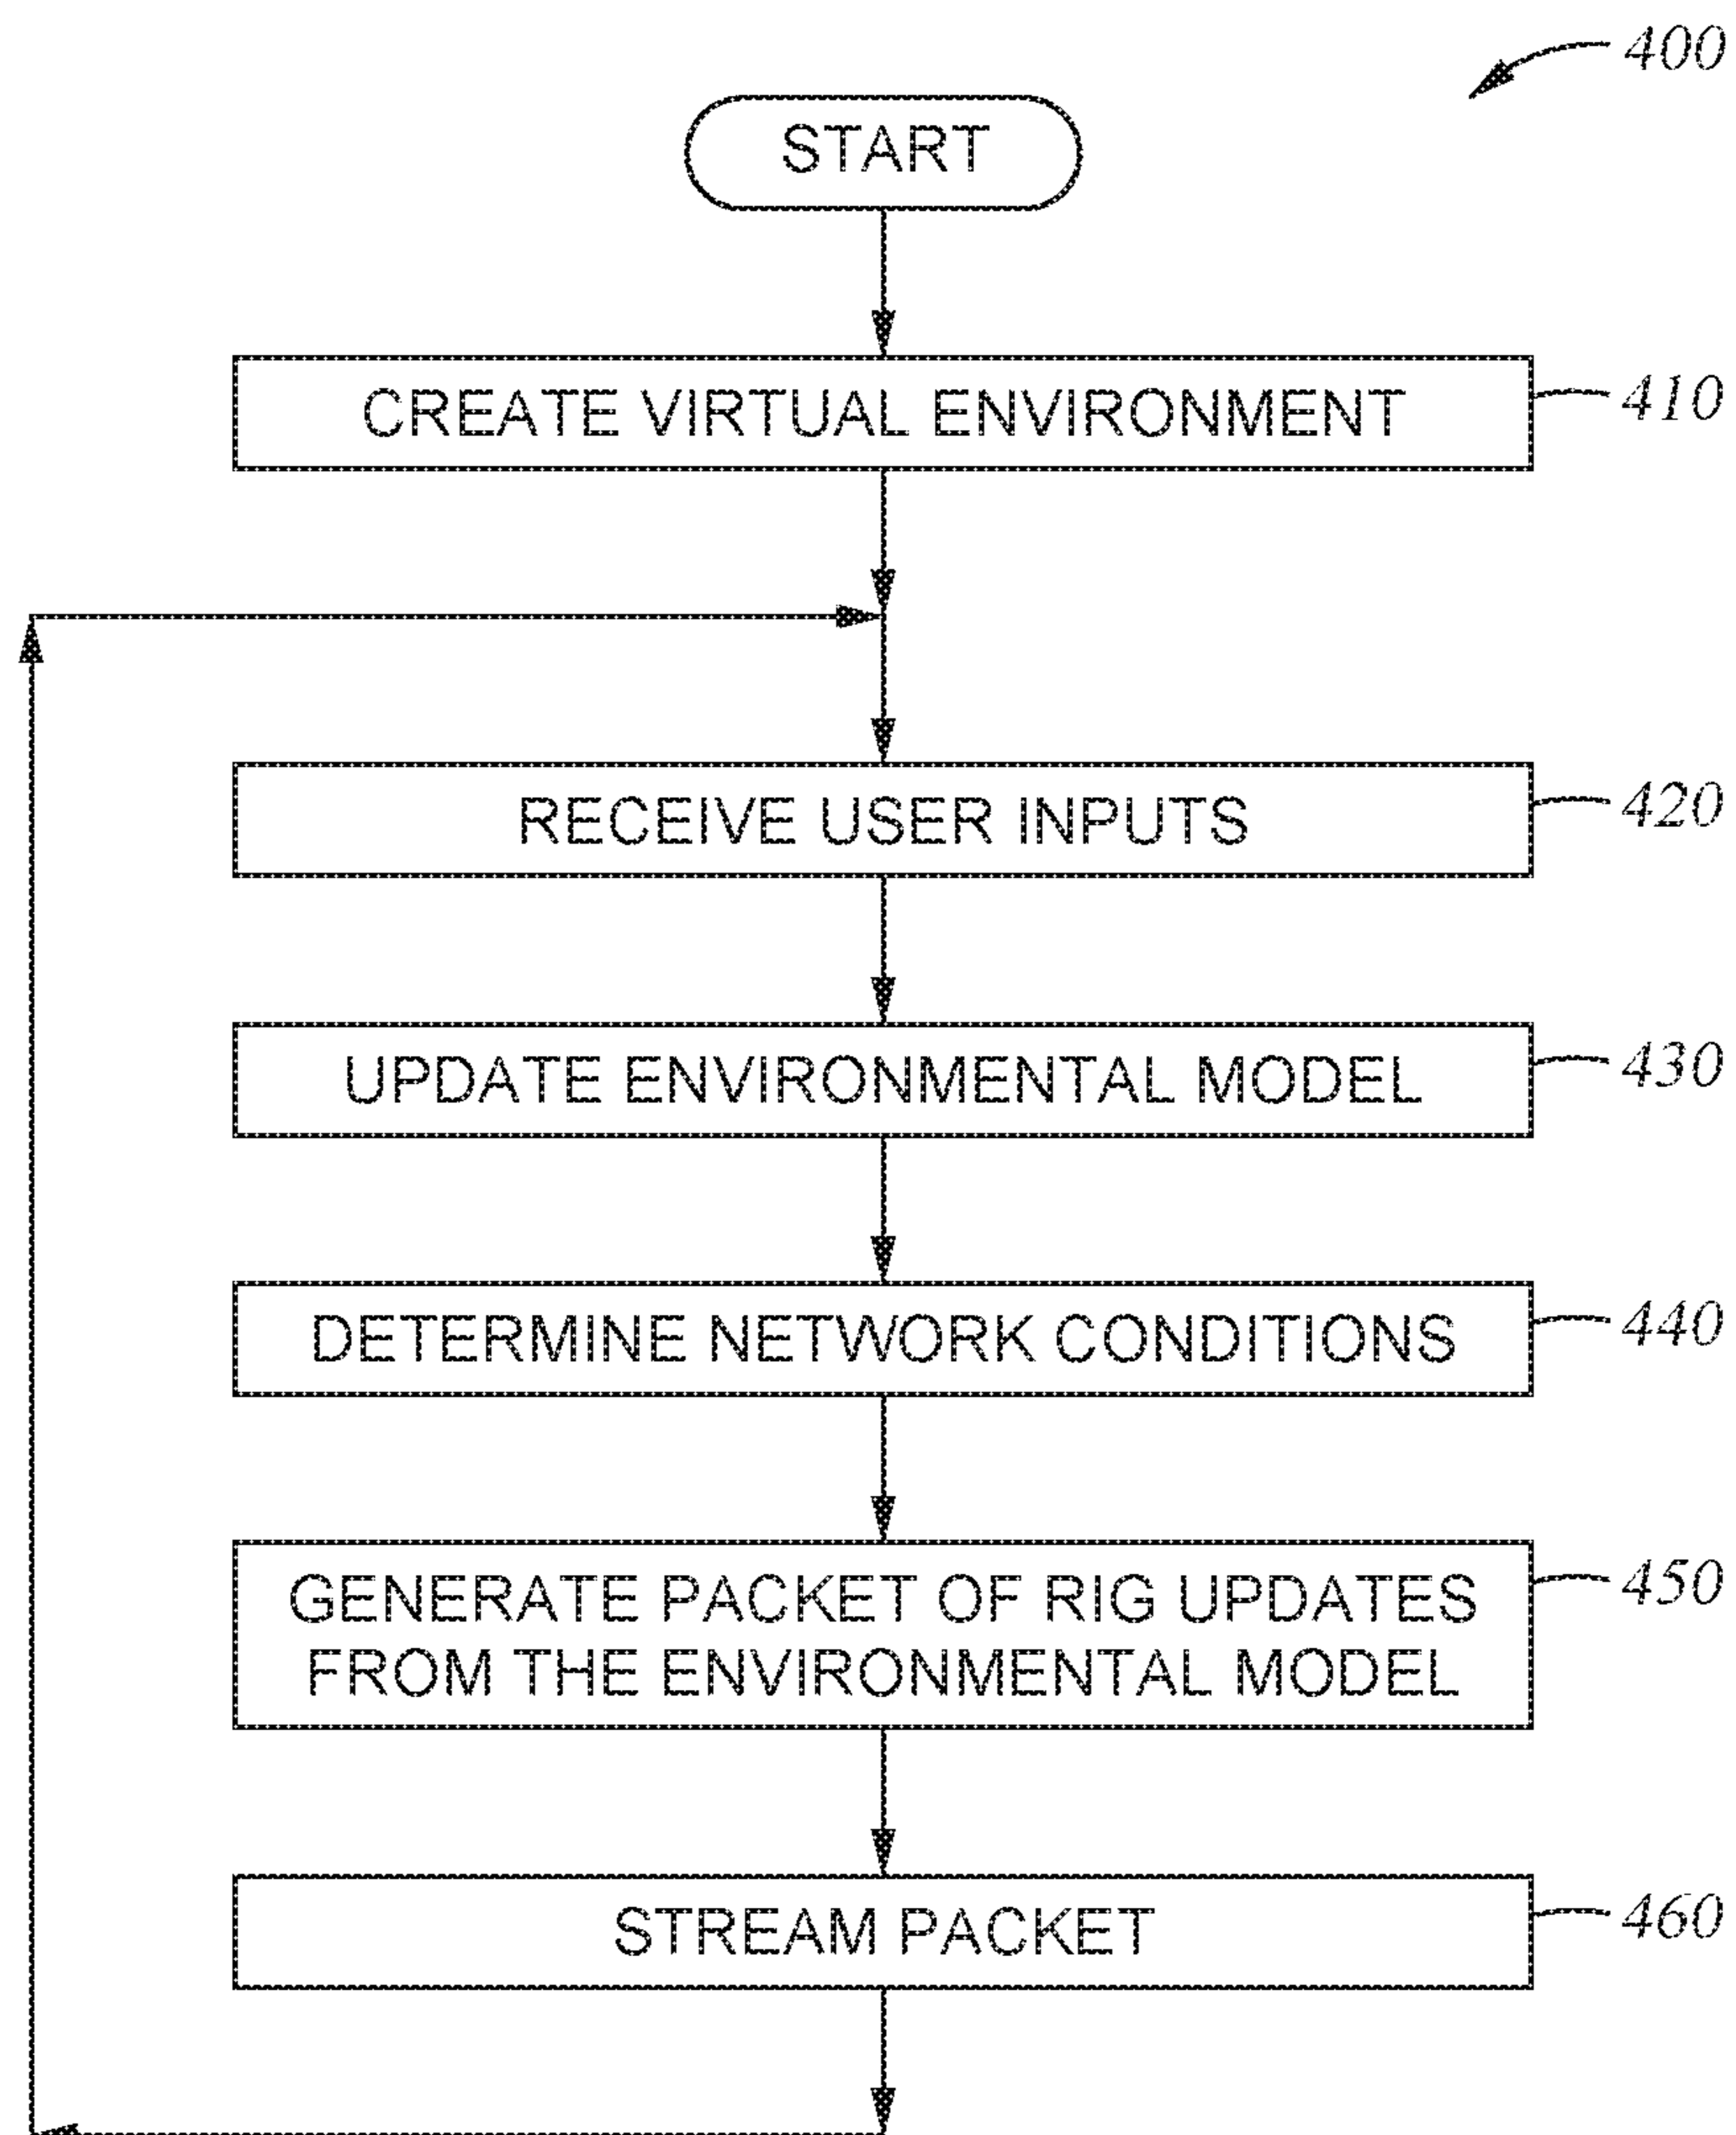 400
START
CREATE VIRTUAL ENVIRONMENT
410
RECEIVE USER INPUTS
420
UPDATE ENVIRONMENTAL MODEL
430
DETERMINE NETWORK CONDITIONS
440
GENERATE PACKET OF RIG UPDATES
FROM THE ENVIRONMENTAL MODEL
450
STREAM PACKET
460